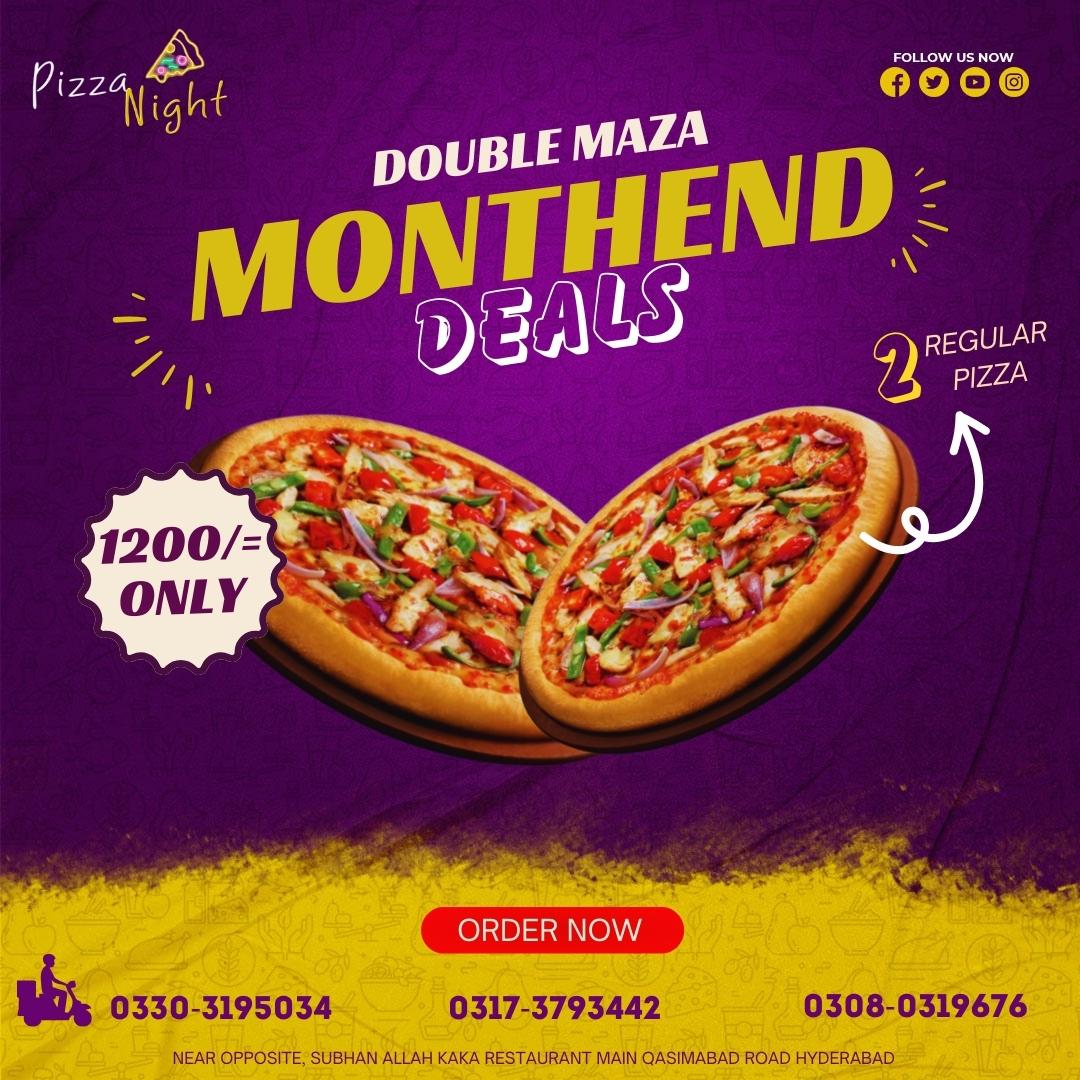 Pizza
Night
FOLLOW US NOW
DOUBLE MAZA
MONTHEND
DEALS
2 REGULAR
PIZZA
1200/=
ONLY
ORDER NOW
0330-3195034
0317-3793442
0308-0319676
NEAR OPPOSITE, SUBHAN ALLAH KAKA RESTAURANT MAIN QASIMABAD ROAD HYDERABAD